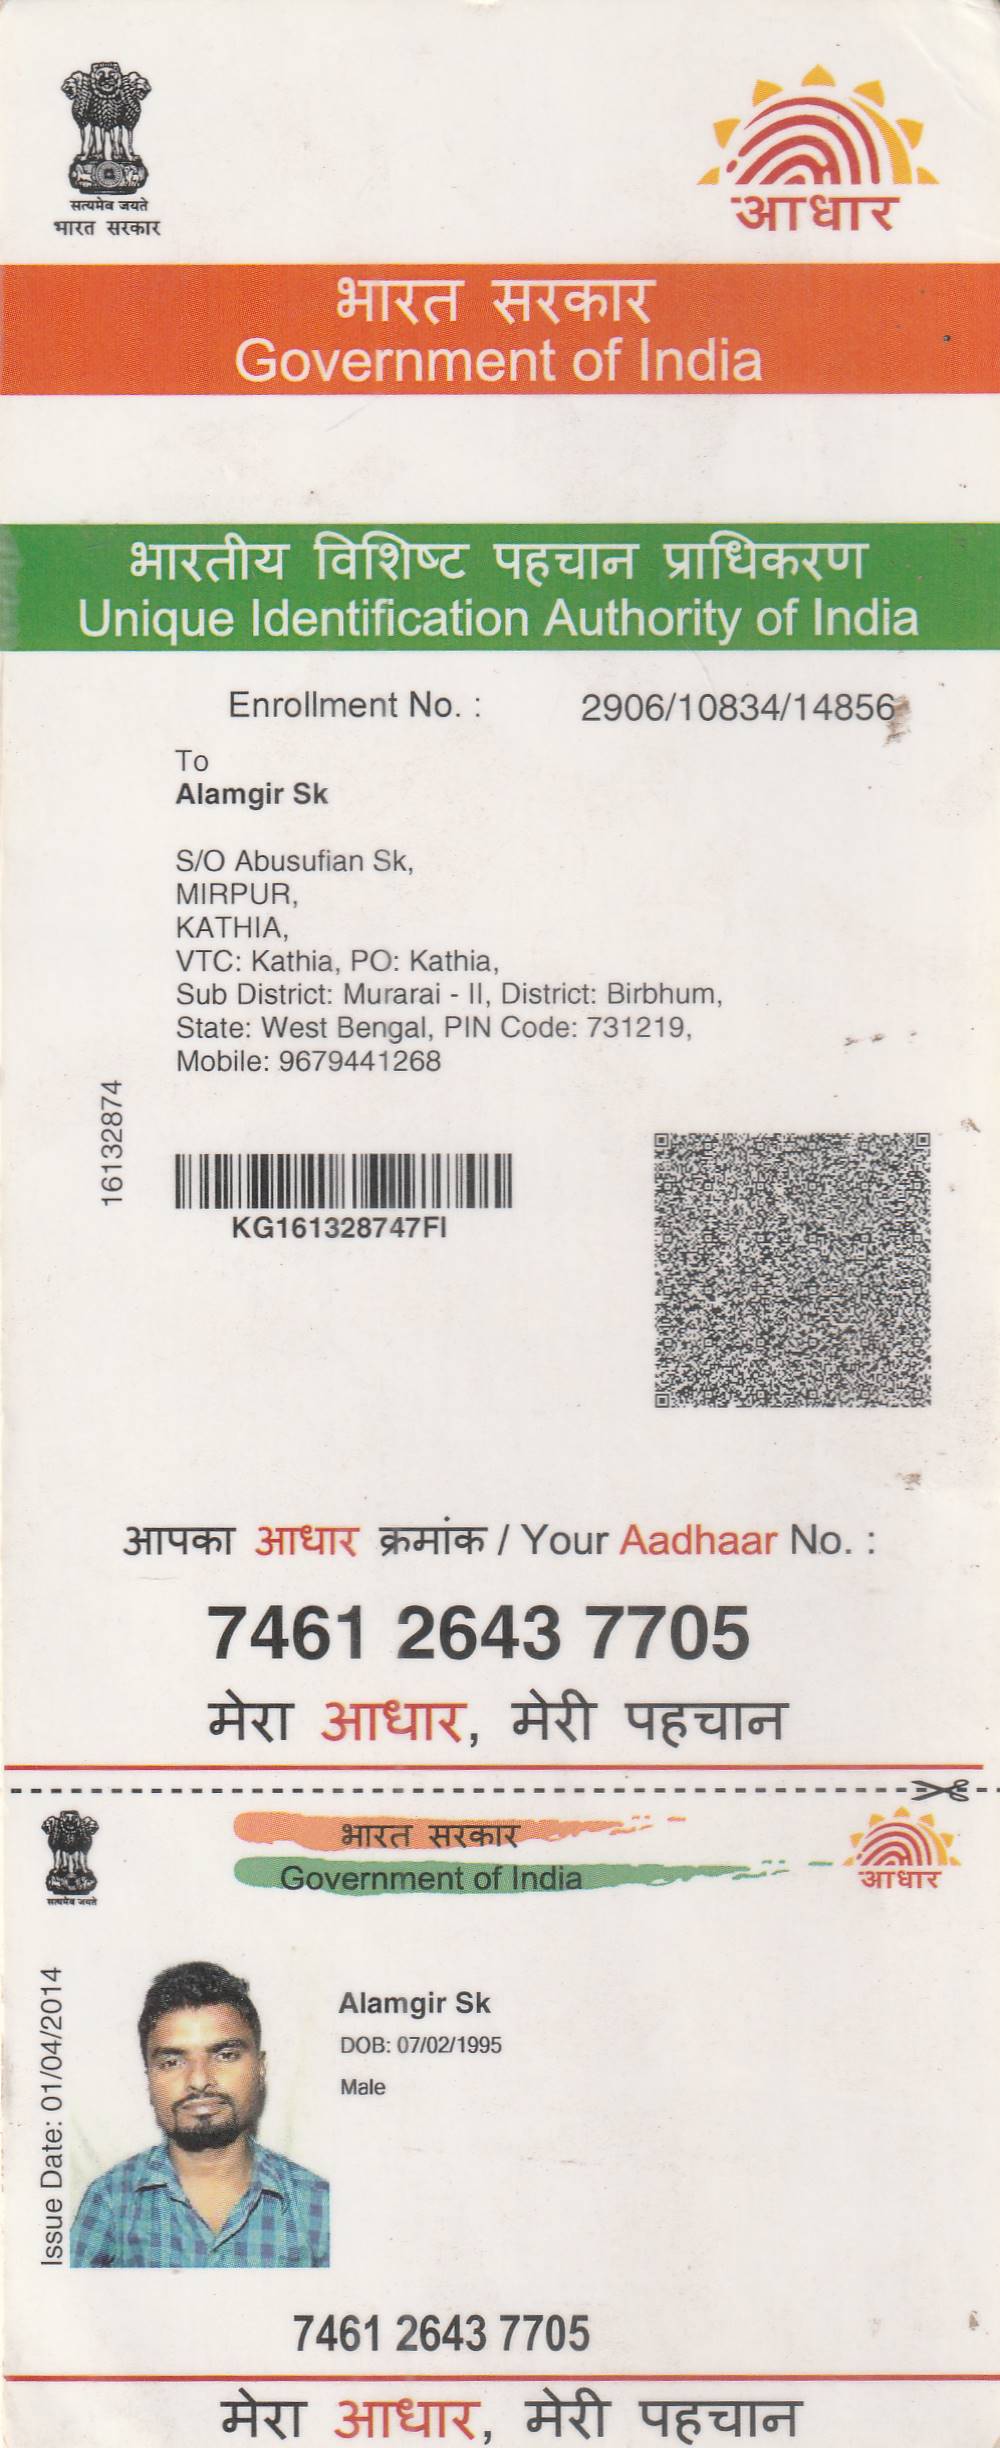 सत्यमेव जयते
भारत सरकार
आधार
भारत सरकार
Government of India
भारतीय विशिष्ट पहचान प्राधिकरण
Unique Identification Authority of India
Enrollment No. : 2906/10834/14856
To
Alamgir Sk
S/O Abusufian Sk,
MIRPUR,
KATHIA,
VTC: Kathia, PO: Kathia,
Sub District: Murarai - II, District: Birbhum,
State: West Bengal, PIN Code: 731219,
Mobile: 9679441268
16132874
KG161328747FI
आपका आधार क्रमांक / Your Aadhaar No. :
7461 2643 7705
मेरा आधार, मेरी पहचान
सत्यमेव जयते
भारत सरकार
Government of India
आधार
Issue Date: 01/04/2014
Alamgir Sk
DOB: 07/02/1995
Male
7461 2643 7705
मेरा आधार, मेरी पहचान